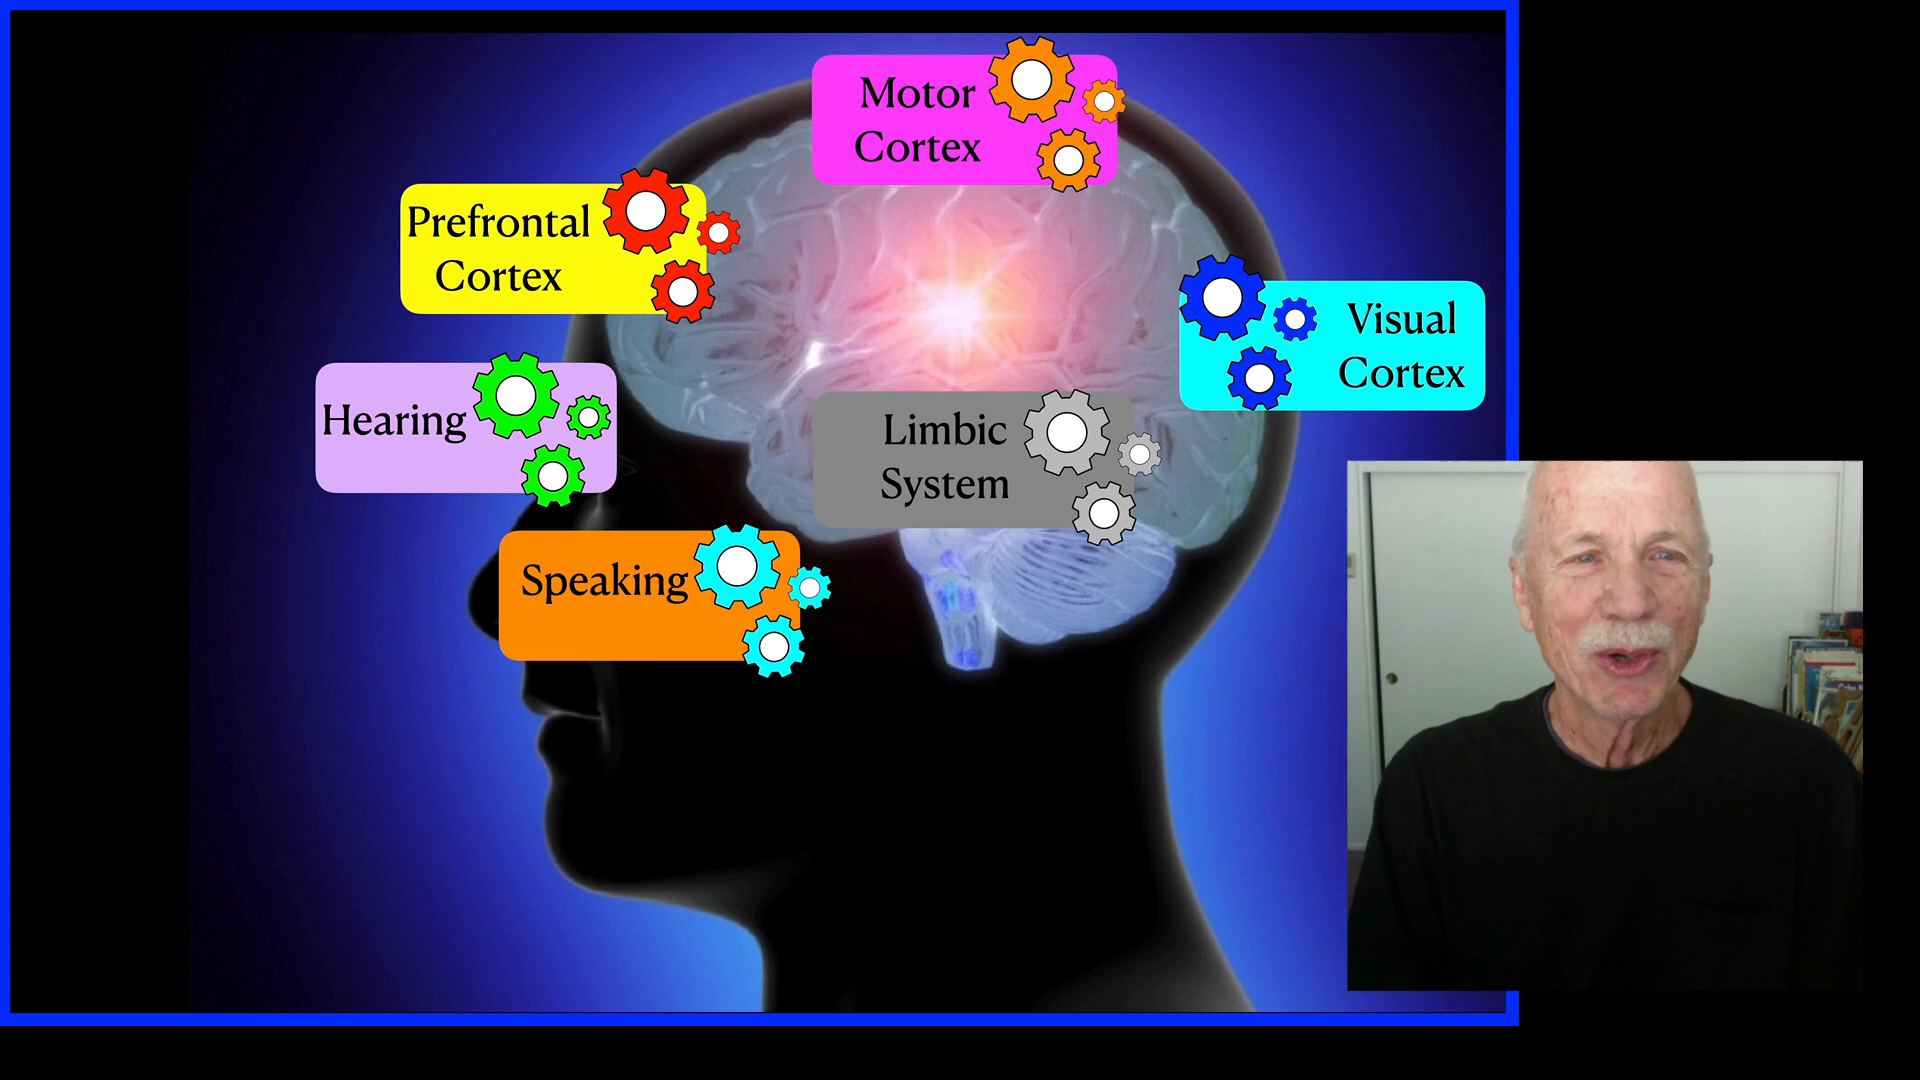 Motor
Cortex
Prefrontal
Cortex
Visual
Cortex
Hearing
Limbic
System
Speaking